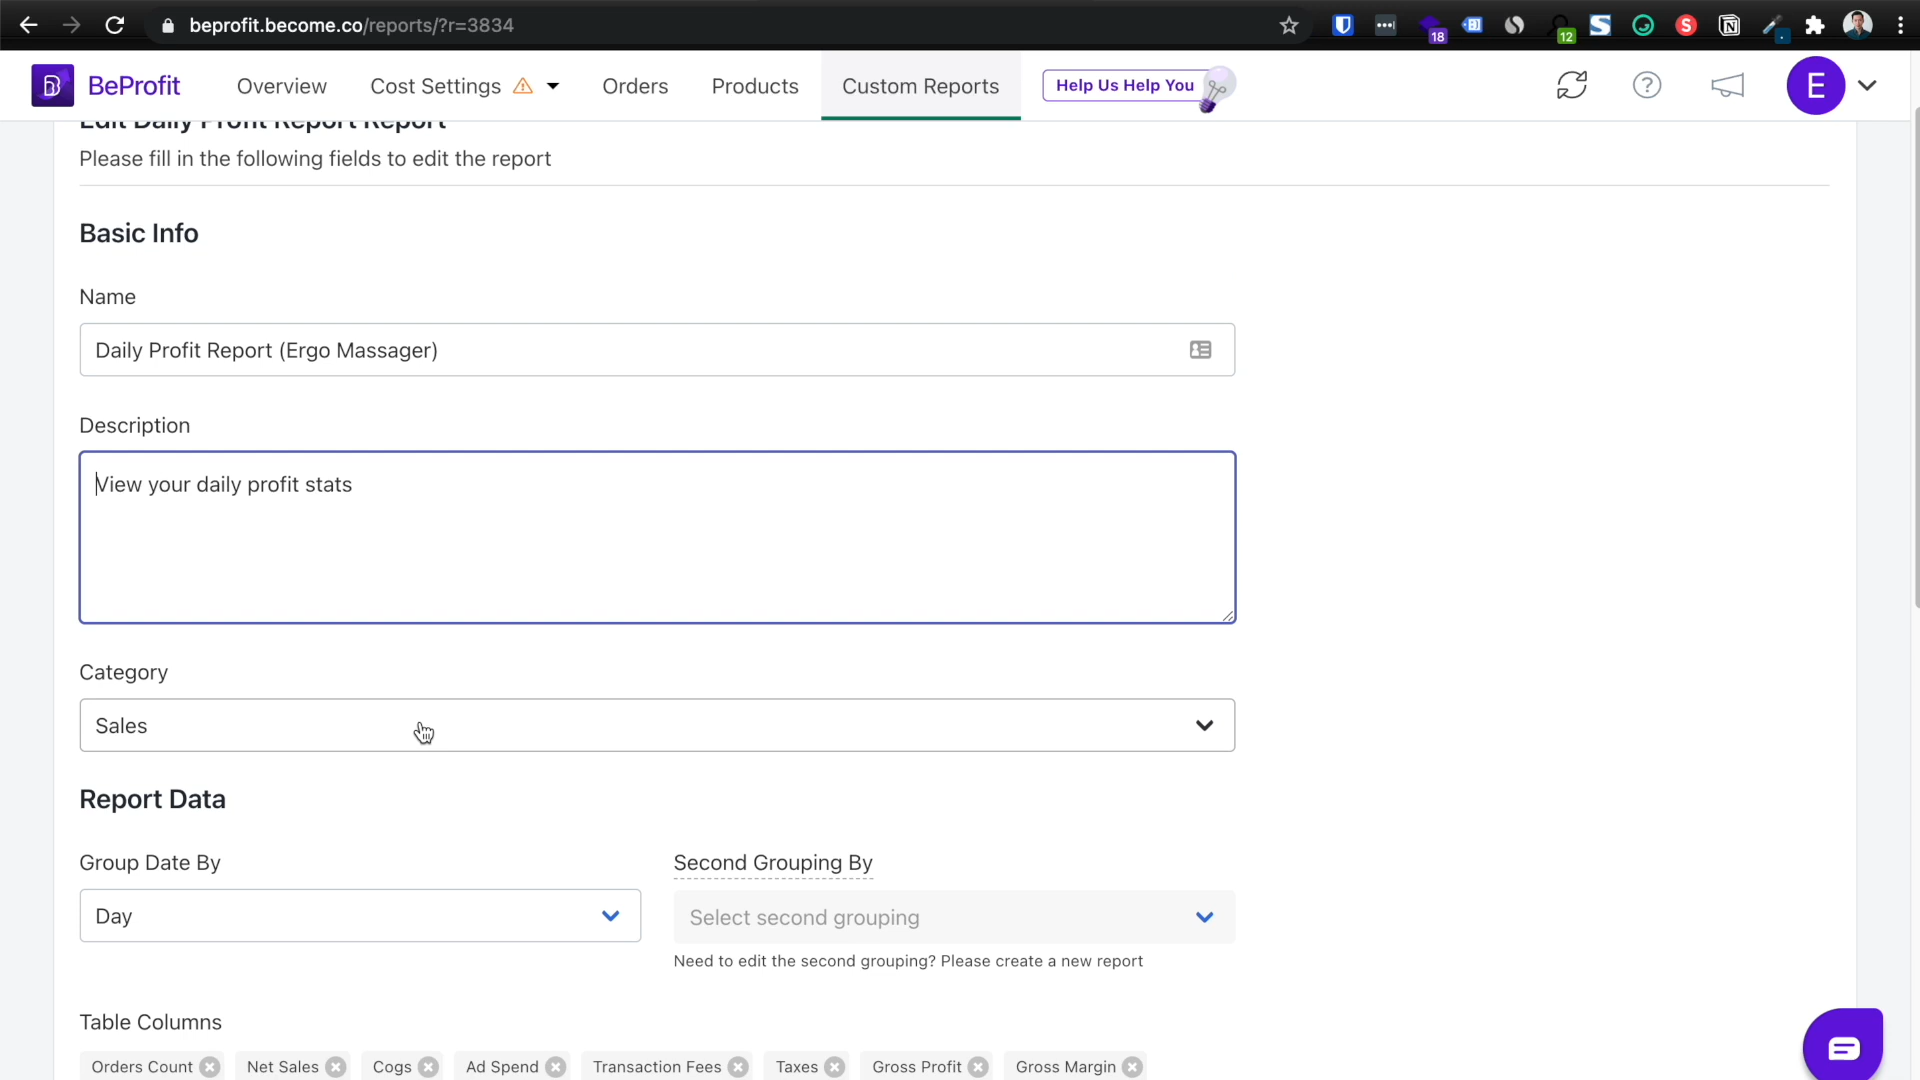 beprofit.become.co/reports/?r=3834
18
12
BeProfit
Overview
Cost Settings
Orders
Products
Custom Reports
Help Us Help You
E
Edit Daily Profit Report Report
Please fill in the following fields to edit the report
Basic Info
Name
Daily Profit Report (Ergo Massager)
Description
View your daily profit stats
Category
Sales
Report Data
Group Date By
Second Grouping By
Day
Select second grouping
Need to edit the second grouping? Please create a new report
Table Columns
Orders Count
Net Sales
Cogs
Ad Spend
Transaction Fees
Taxes
Gross Profit
Gross Margin